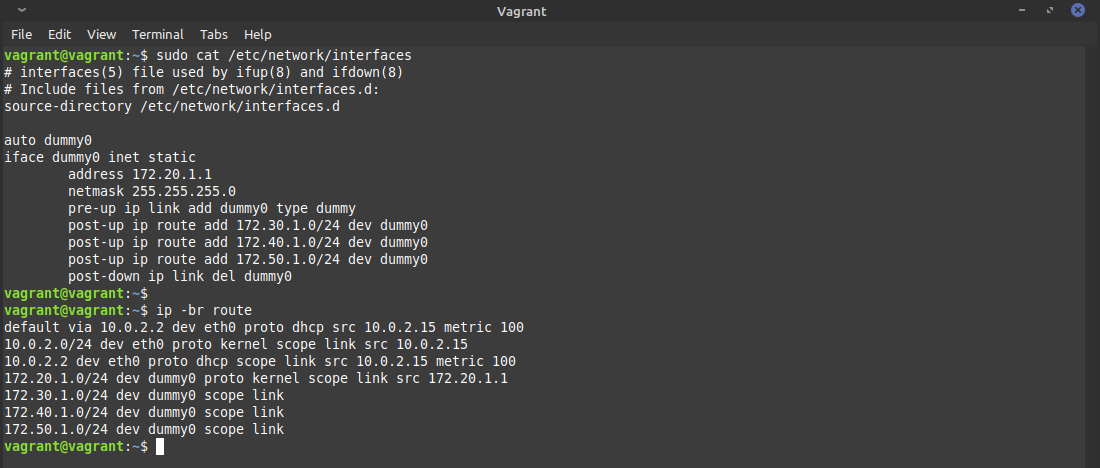 Vagrant
File Edit View Terminal Tabs Help
vagrant@vagrant:~$ sudo cat /etc/network/interfaces
# interfaces(5) file used by ifup(8) and ifdown(8)
# Include files from /etc/network/interfaces.d:
source-directory /etc/network/interfaces.d
auto dummy0
iface dummy0 inet static
        address 172.20.1.1
        netmask 255.255.255.0
        pre-up ip link add dummy0 type dummy
        post-up ip route add 172.30.1.0/24 dev dummy0
        post-up ip route add 172.40.1.0/24 dev dummy0
        post-up ip route add 172.50.1.0/24 dev dummy0
        post-down ip link del dummy0
vagrant@vagrant:~$
vagrant@vagrant:~$ ip -br route
default via 10.0.2.2 dev eth0 proto dhcp src 10.0.2.15 metric 100
10.0.2.0/24 dev eth0 proto kernel scope link src 10.0.2.15
10.0.2.2 dev eth0 proto dhcp scope link src 10.0.2.15 metric 100
172.20.1.0/24 dev dummy0 proto kernel scope link src 172.20.1.1
172.30.1.0/24 dev dummy0 scope link
172.40.1.0/24 dev dummy0 scope link
172.50.1.0/24 dev dummy0 scope link
vagrant@vagrant:~$